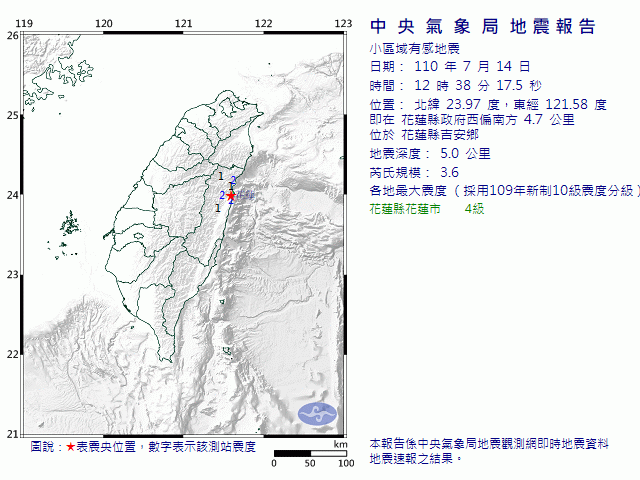 119 120 121 122 123
26
25
24
23
22
21
1
2
1
2
2
1
圖說：★表震央位置，數字表示該測站震度
km
0 50 100
中央氣象局地震報告
小區域有感地震
日期： 110 年 7 月 14 日
時間： 12 時 38 分 17.5 秒
位置： 北緯 23.97 度，東經 121.58 度
即在 花蓮縣政府西偏南方 4.7 公里
位於 花蓮縣吉安鄉
地震深度： 5.0 公里
芮氏規模： 3.6
各地最大震度（採用109年新制10級震度分級）
花蓮縣花蓮市 4級
本報告係中央氣象局地震觀測網即時地震資料
地震速報之結果。